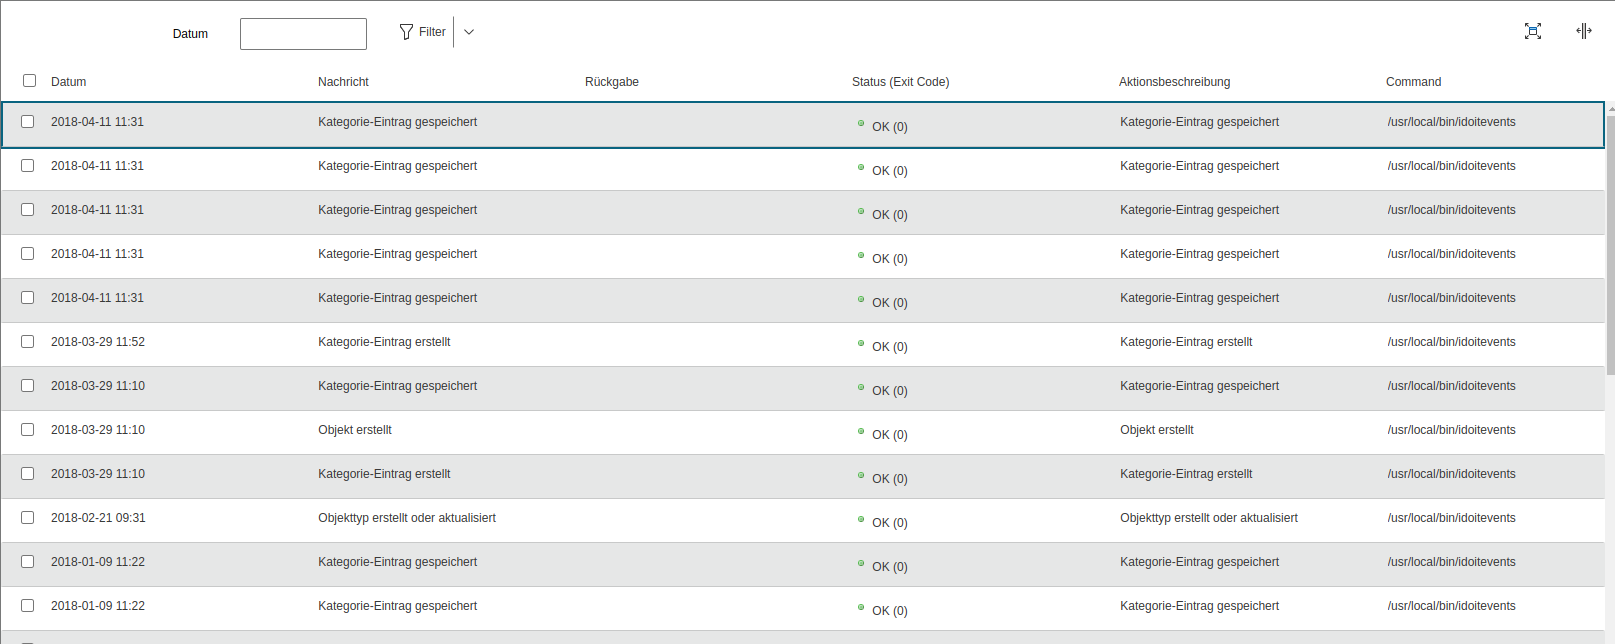 Datum Filter
Datum Nachricht Rückgabe Status (Exit Code) Aktionsbeschreibung Command
2018-04-11 11:31 Kategorie-Eintrag gespeichert OK (0) Kategorie-Eintrag gespeichert /usr/local/bin/idoitevents
2018-04-11 11:31 Kategorie-Eintrag gespeichert OK (0) Kategorie-Eintrag gespeichert /usr/local/bin/idoitevents
2018-04-11 11:31 Kategorie-Eintrag gespeichert OK (0) Kategorie-Eintrag gespeichert /usr/local/bin/idoitevents
2018-04-11 11:31 Kategorie-Eintrag gespeichert OK (0) Kategorie-Eintrag gespeichert /usr/local/bin/idoitevents
2018-04-11 11:31 Kategorie-Eintrag gespeichert OK (0) Kategorie-Eintrag gespeichert /usr/local/bin/idoitevents
2018-03-29 11:52 Kategorie-Eintrag erstellt OK (0) Kategorie-Eintrag erstellt /usr/local/bin/idoitevents
2018-03-29 11:10 Kategorie-Eintrag gespeichert OK (0) Kategorie-Eintrag gespeichert /usr/local/bin/idoitevents
2018-03-29 11:10 Objekt erstellt OK (0) Objekt erstellt /usr/local/bin/idoitevents
2018-03-29 11:10 Kategorie-Eintrag erstellt OK (0) Kategorie-Eintrag erstellt /usr/local/bin/idoitevents
2018-02-21 09:31 Objekttyp erstellt oder aktualisiert OK (0) Objekttyp erstellt oder aktualisiert /usr/local/bin/idoitevents
2018-01-09 11:22 Kategorie-Eintrag gespeichert OK (0) Kategorie-Eintrag gespeichert /usr/local/bin/idoitevents
2018-01-09 11:22 Kategorie-Eintrag gespeichert OK (0) Kategorie-Eintrag gespeichert /usr/local/bin/idoitevents